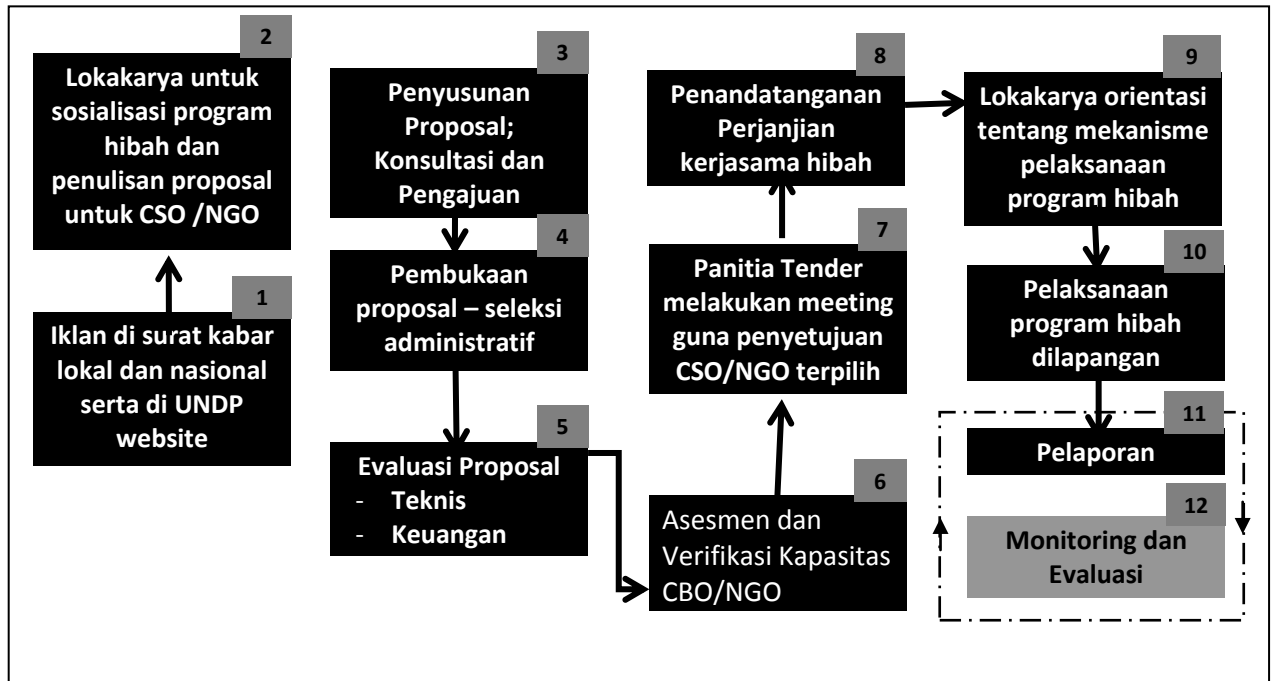 1
Iklan di surat kabar
lokal dan nasional
serta di UNDP
website
2
Lokakarya untuk
sosialisasi program
hibah dan
penulisan proposal
untuk CSO /NGO
3
Penyusunan
Proposal;
Konsultasi dan
Pengajuan
4
Pembukaan
proposal – seleksi
administratif
5
Evaluasi Proposal
- Teknis
- Keuangan
6
Asesmen dan
Verifikasi Kapasitas
CBO/NGO
7
Panitia Tender
melakukan meeting
guna penyetujuan
CSO/NGO terpilih
8
Penandatanganan
Perjanjian
kerjasama hibah
9
Lokakarya orientasi
tentang mekanisme
pelaksanaan
program hibah
10
Pelaksanaan
program hibah
dilapangan
11
Pelaporan
12
Monitoring dan
Evaluasi